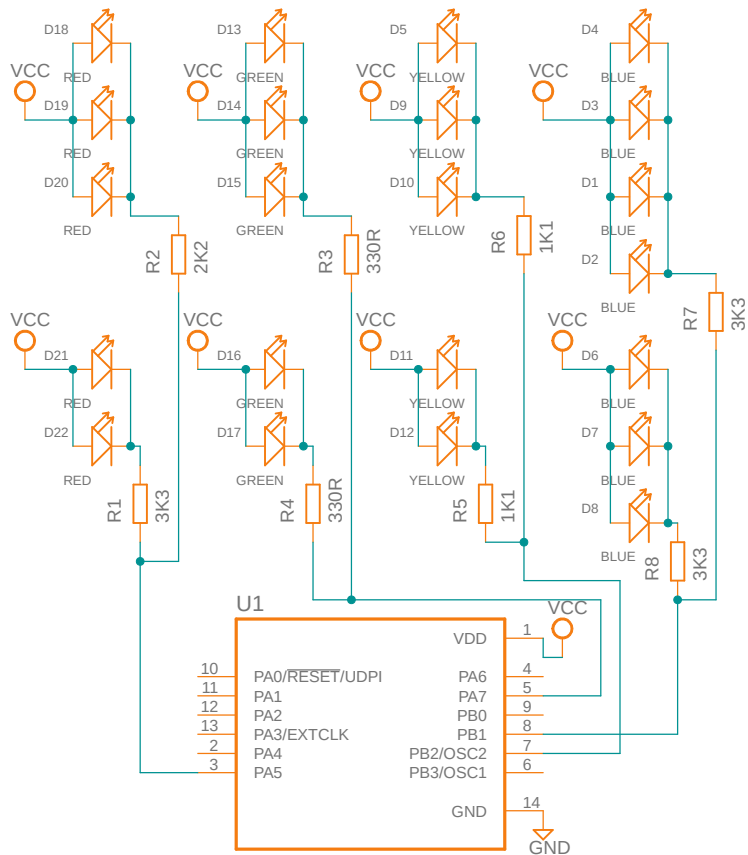 D18
D13
D5
D4
VCC
RED
VCC
GREEN
VCC
YELLOW
VCC
BLUE
D19
D14
D9
D3
RED
GREEN
YELLOW
BLUE
D20
D15
D10
D1
RED
GREEN
YELLOW
BLUE
R2
2K2
R3
330R
R6
1K1
D2
BLUE
R7
3K3
VCC
VCC
VCC
VCC
D21
D16
D11
D6
RED
GREEN
YELLOW
BLUE
D22
D17
D12
D7
RED
GREEN
YELLOW
BLUE
R1
3K3
R4
330R
R5
1K1
D8
BLUE
R8
3K3
U1
VCC
VDD
1
10
PA0/RESET/UDPI
PA6
4
11
PA1
PA7
5
12
PA2
PB0
9
13
PA3/EXTCLK
PB1
8
2
PA4
PB2/OSC2
7
3
PA5
PB3/OSC1
6
GND
14
GND